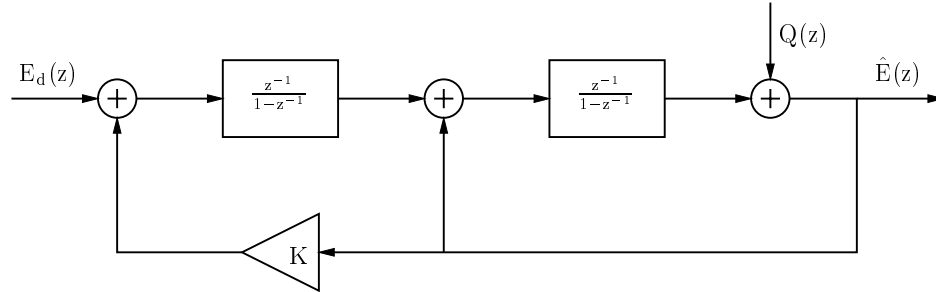 Q(z)
E_d(z)
Ê(z)
z^{-1}
1−z^{-1}
z^{-1}
1−z^{-1}
K